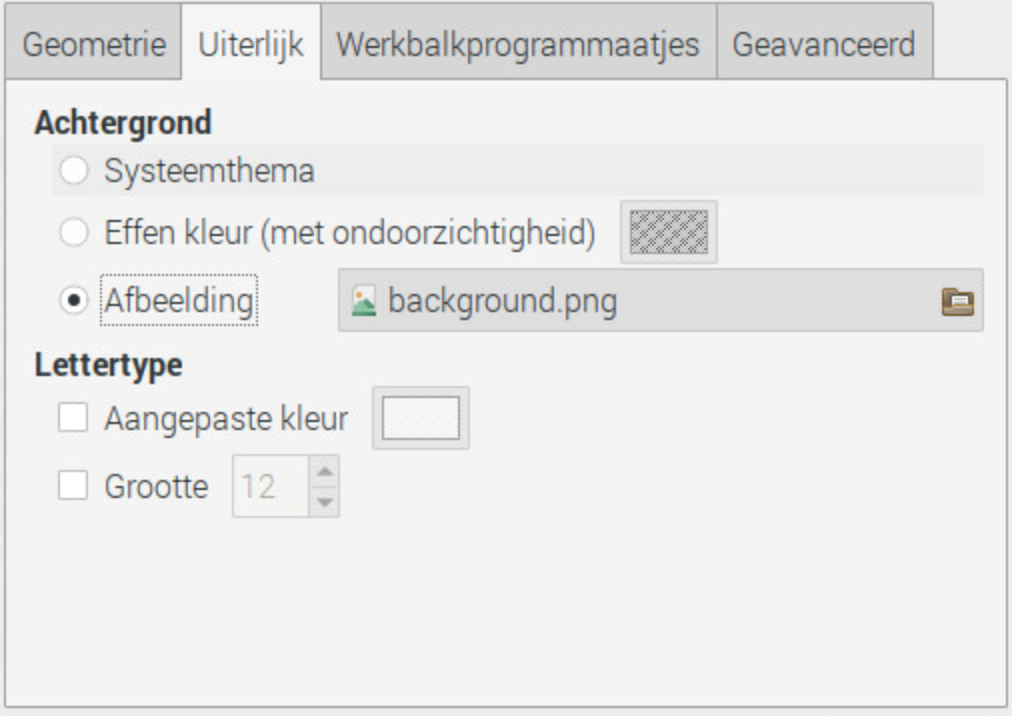 Geometrie Uiterlijk Werkbalkprogrammaatjes Geavanceerd
Achtergrond
Systeemthema
Effen kleur (met ondoorzichtigheid)
Afbeelding background.png
Lettertype
Aangepaste kleur
Grootte 12